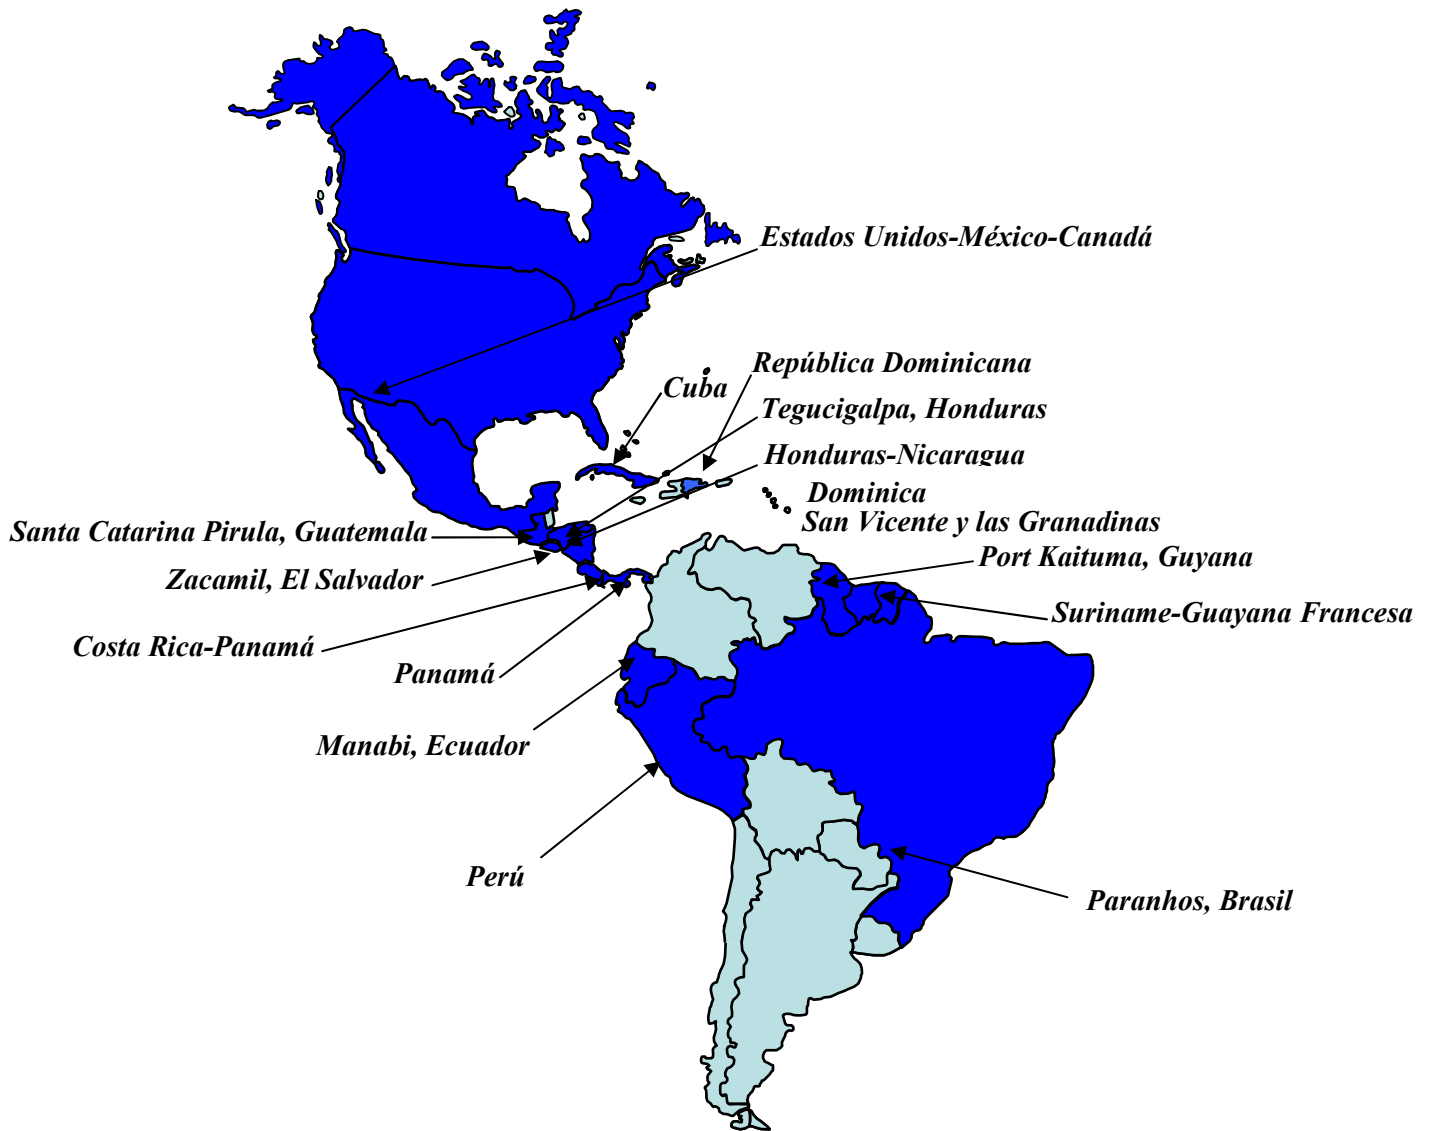 Estados Unidos-México-Canadá
República Dominicana
Cuba
Tegucigalpa, Honduras
Honduras-Nicaragua
Dominica
San Vicente y las Granadinas
Santa Catarina Pirula, Guatemala
Port Kaituma, Guyana
Zacamil, El Salvador
Suriname-Guayana Francesa
Costa Rica-Panamá
Panamá
Manabi, Ecuador
Perú
Paranhos, Brasil